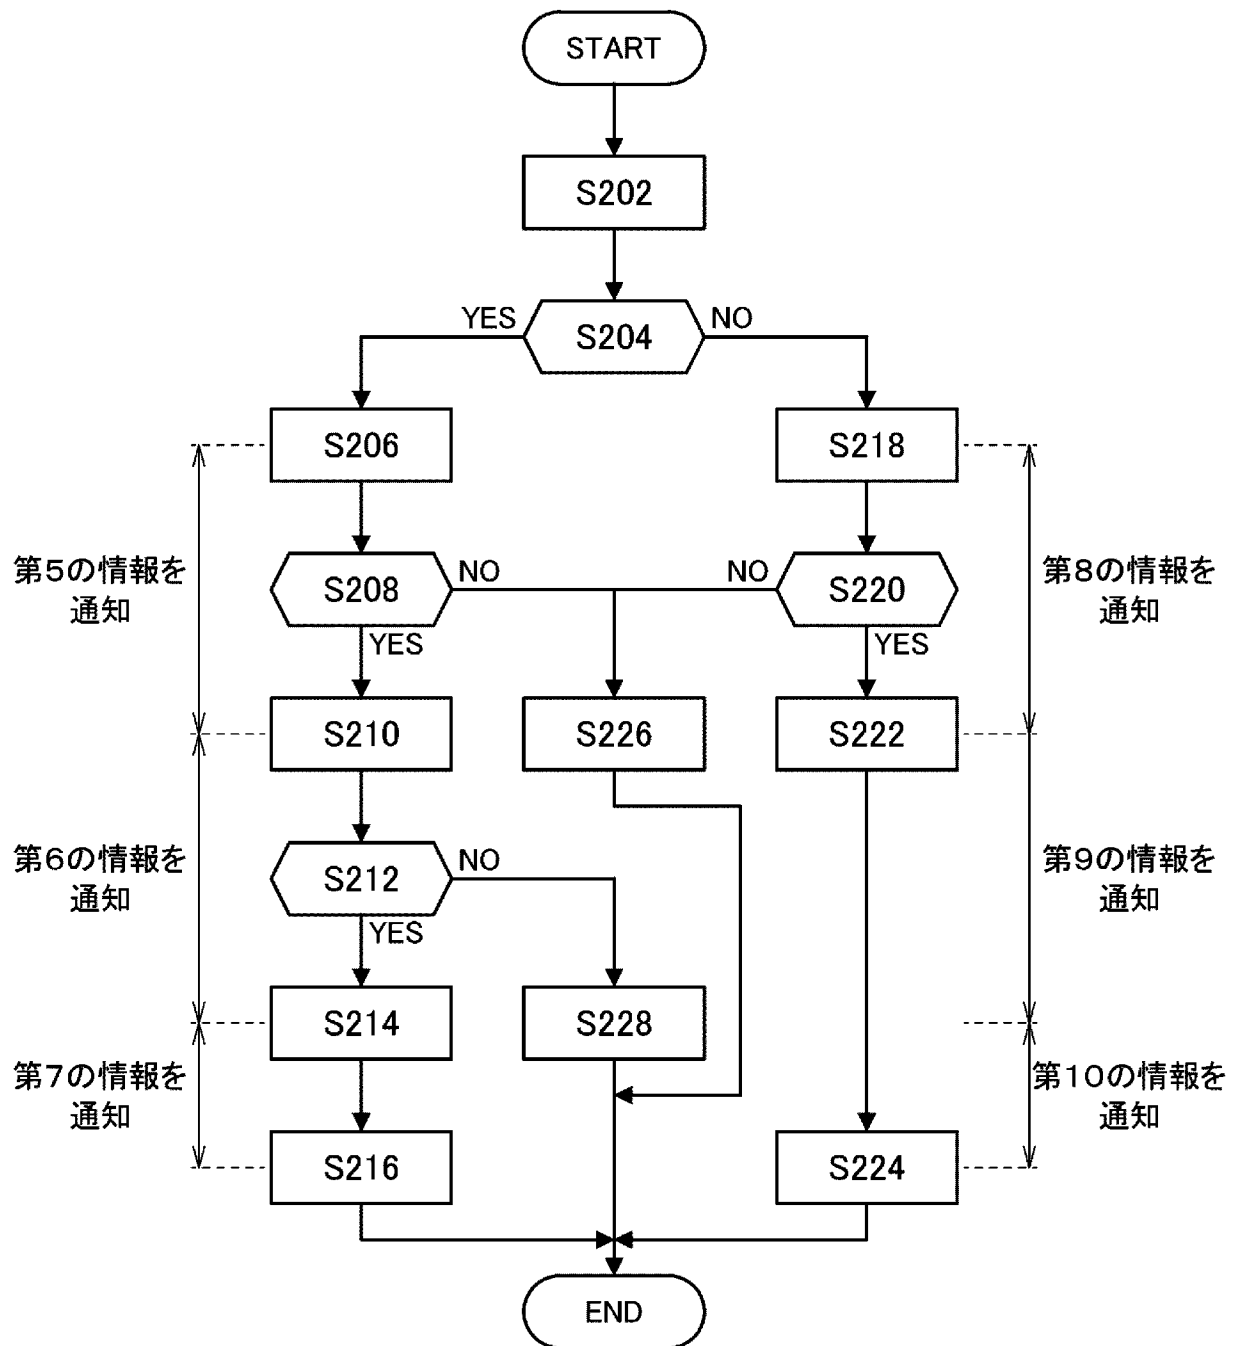 START
S202
YES
S204
NO
S206
S218
第5の情報を
通知
S208
NO
NO
S220
第8の情報を
通知
YES
YES
S210
S226
S222
第6の情報を
通知
S212
NO
第9の情報を
通知
YES
S214
S228
第7の情報を
通知
第10の情報を
通知
S216
S224
END